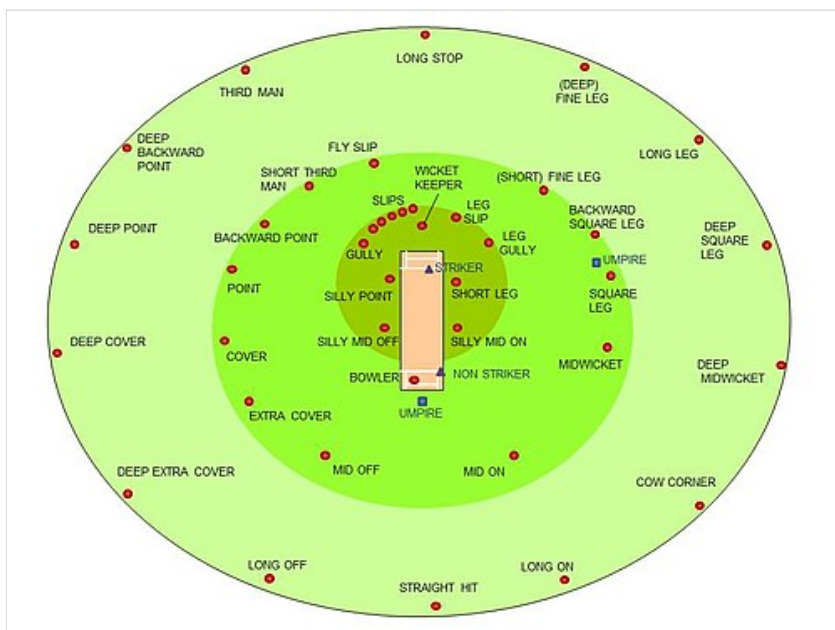 LONG STOP
THIRD MAN
(DEEP)
FINE LEG
DEEP
BACKWARD
POINT
FLY SLIP
LONG LEG
SHORT THIRD
MAN
WICKET
KEEPER
(SHORT) FINE LEG
SLIPS
LEG
SLIP
BACKWARD
SQUARE LEG
DEEP POINT
BACKWARD POINT
GULLY
LEG
GULLY
DEEP
SQUARE
LEG
UMPIRE
POINT
STRIKER
SILLY POINT
SHORT LEG
SQUARE
LEG
DEEP COVER
COVER
SILLY MID OFF
SILLY MID ON
MIDWICKET
DEEP
MIDWICKET
BOWLER
NON STRIKER
EXTRA COVER
UMPIRE
DEEP EXTRA COVER
MID OFF
MID ON
COW CORNER
LONG OFF
LONG ON
STRAIGHT HIT